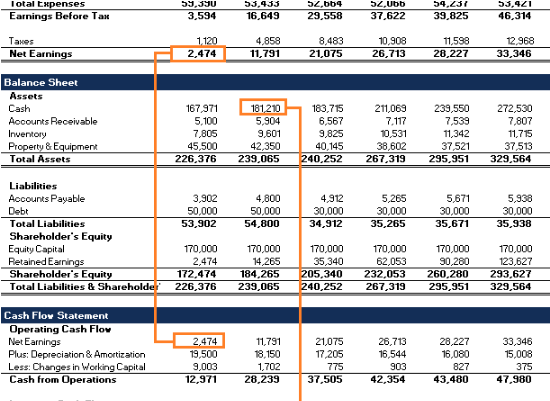 Total Expenses 59,390 53,433 52,664 52,066 54,237 53,421
Earnings Before Tax 3,594 16,649 29,558 37,622 39,825 46,314
Taxes 1,120 4,858 8,483 10,908 11,598 12,968
Net Earnings 2,474 11,791 21,075 26,713 28,227 33,346
Balance Sheet
Assets
Cash 167,971 181,210 183,715 211,069 239,550 272,530
Accounts Receivable 5,100 5,904 6,567 7,117 7,539 7,807
Inventory 7,805 9,601 9,825 10,531 11,342 11,715
Property & Equipment 45,500 42,350 40,145 38,602 37,521 37,513
Total Assets 226,376 239,065 240,252 267,319 295,951 329,564
Liabilities
Accounts Payable 3,902 4,800 4,912 5,265 5,671 5,938
Debt 50,000 50,000 30,000 30,000 30,000 30,000
Total Liabilities 53,902 54,800 34,912 35,265 35,671 35,938
Shareholder's Equity
Equity Capital 170,000 170,000 170,000 170,000 170,000 170,000
Retained Earnings 2,474 14,265 35,340 62,053 90,280 123,627
Shareholder's Equity 172,474 184,265 205,340 232,053 260,280 293,627
Total Liabilities & Shareholder' 226,376 239,065 240,252 267,319 295,951 329,564
Cash Flow Statement
Operating Cash Flow
Net Earnings 2,474 11,791 21,075 26,713 28,227 33,346
Plus: Depreciation & Amortization 19,500 18,150 17,205 16,544 16,080 15,008
Less: Changes in Working Capital 9,003 1,702 775 903 827 375
Cash from Operations 12,971 28,239 37,505 42,354 43,480 47,980